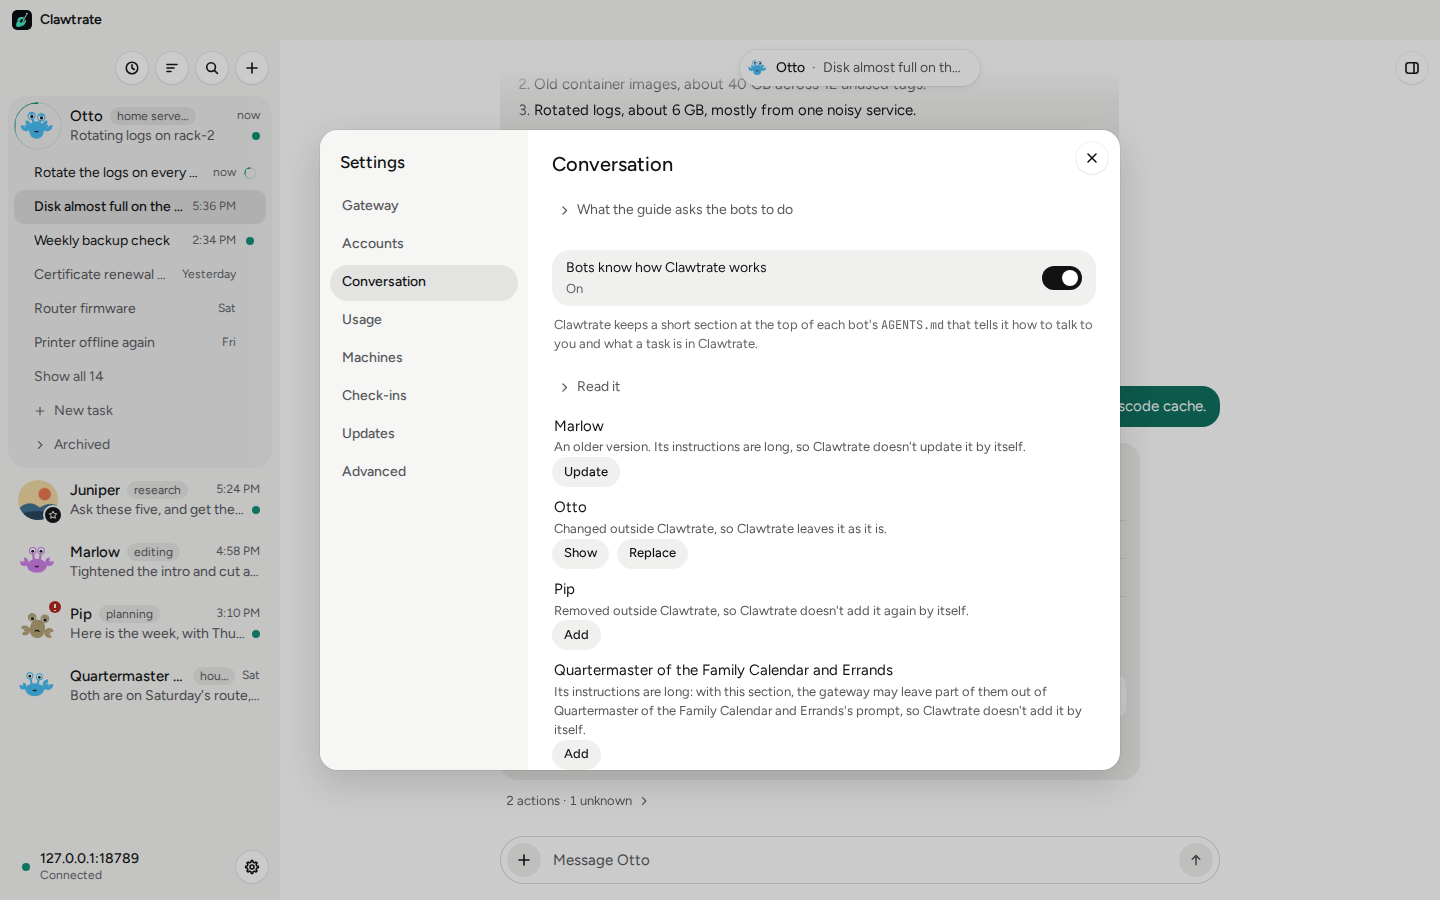 Clawtrate
Otto home serve... now
Rotating logs on rack-2
Rotate the logs on every ... now
Disk almost full on the ... 5:36 PM
Weekly backup check 2:34 PM
Certificate renewal ... Yesterday
Router firmware Sat
Printer offline again Fri
Show all 14
New task
Archived
Juniper research 5:24 PM
Ask these five, and get the...
Marlow editing 4:58 PM
Tightened the intro and cut a...
Pip planning 3:10 PM
Here is the week, with Thu...
Quartermaster ... hou... Sat
Both are on Saturday's route,...
127.0.0.1:18789
Connected
Otto · Disk almost full on th...
2. Old container images, about 40 GB across 12 unused tags.
3. Rotated logs, about 6 GB, mostly from one noisy service.
Settings
Gateway
Accounts
Conversation
Usage
Machines
Check-ins
Updates
Advanced
Conversation
What the guide asks the bots to do
Bots know how Clawtrate works
On
Clawtrate keeps a short section at the top of each bot's AGENTS.md that tells it how to talk to
you and what a task is in Clawtrate.
Read it
Marlow
An older version. Its instructions are long, so Clawtrate doesn't update it by itself.
Update
Otto
Changed outside Clawtrate, so Clawtrate leaves it as it is.
Show Replace
Pip
Removed outside Clawtrate, so Clawtrate doesn't add it again by itself.
Add
Quartermaster of the Family Calendar and Errands
Its instructions are long: with this section, the gateway may leave part of them out of
Quartermaster of the Family Calendar and Errands's prompt, so Clawtrate doesn't add it by
itself.
Add
scode cache.
2 actions · 1 unknown
Message Otto